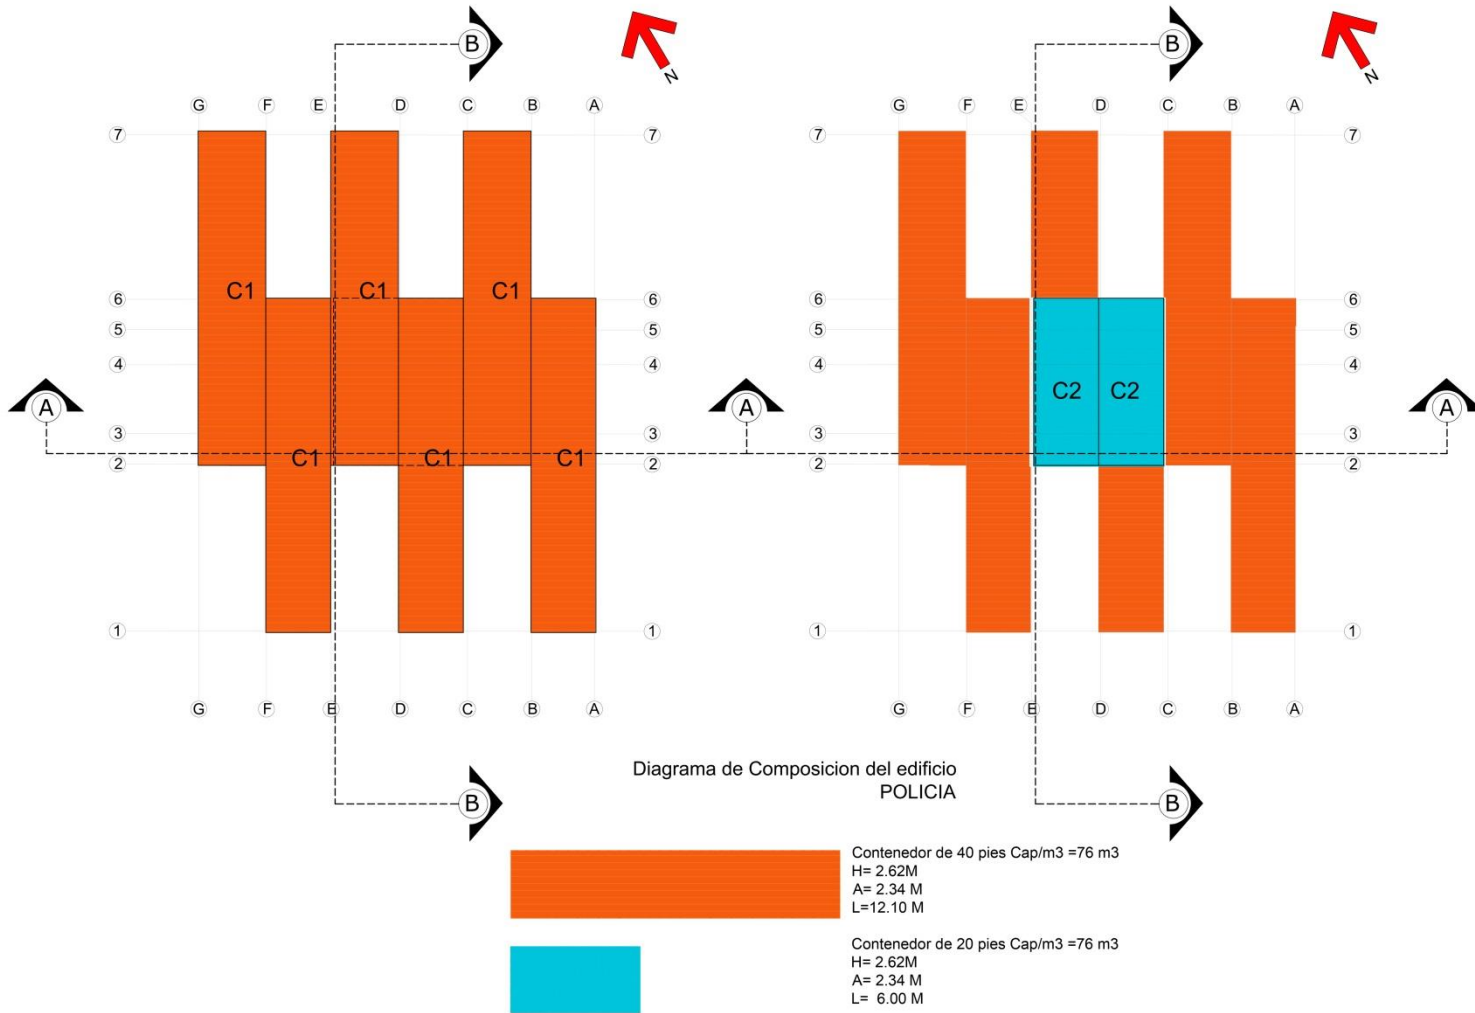 B
N
B
N
G F E D C B A
G F E D C B A
7 7
7 7
C1 C1 C1
6 6
6 6
5 5
5 5
4 4
4 4
C2 C2
A
A
A
3 3
3 3
C1 C1 C1
2 2
2 2
1 1
1 1
G F E D C B A
G F E D C B A
Diagrama de Composicion del edificio
POLICIA
B
B
Contenedor de 40 pies Cap/m3 =76 m3
H= 2.62M
A= 2.34 M
L=12.10 M
Contenedor de 20 pies Cap/m3 =76 m3
H= 2.62M
A= 2.34 M
L= 6.00 M